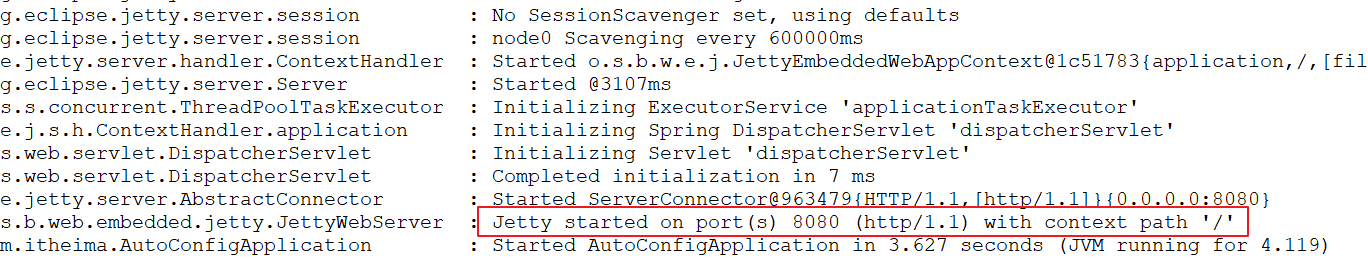 g.eclipse.jetty.server.session : No SessionScavenger set, using defaults
g.eclipse.jetty.server.session : node0 Scavenging every 600000ms
e.jetty.server.handler.ContextHandler : Started o.s.b.w.e.j.JettyEmbeddedWebAppContext@1c51783{application,/,[fil
g.eclipse.jetty.server.Server : Started @3107ms
s.s.concurrent.ThreadPoolTaskExecutor : Initializing ExecutorService 'applicationTaskExecutor'
e.j.s.h.ContextHandler.application : Initializing Spring DispatcherServlet 'dispatcherServlet'
s.web.servlet.DispatcherServlet : Initializing Servlet 'dispatcherServlet'
s.web.servlet.DispatcherServlet : Completed initialization in 7 ms
e.jetty.server.AbstractConnector : Started ServerConnector@963479{HTTP/1.1,[http/1.1]}{0.0.0.0:8080}
s.b.web.embedded.jetty.JettyWebServer : Jetty started on port(s) 8080 (http/1.1) with context path '/'
m.itheima.AutoConfigApplication : Started AutoConfigApplication in 3.627 seconds (JVM running for 4.119)